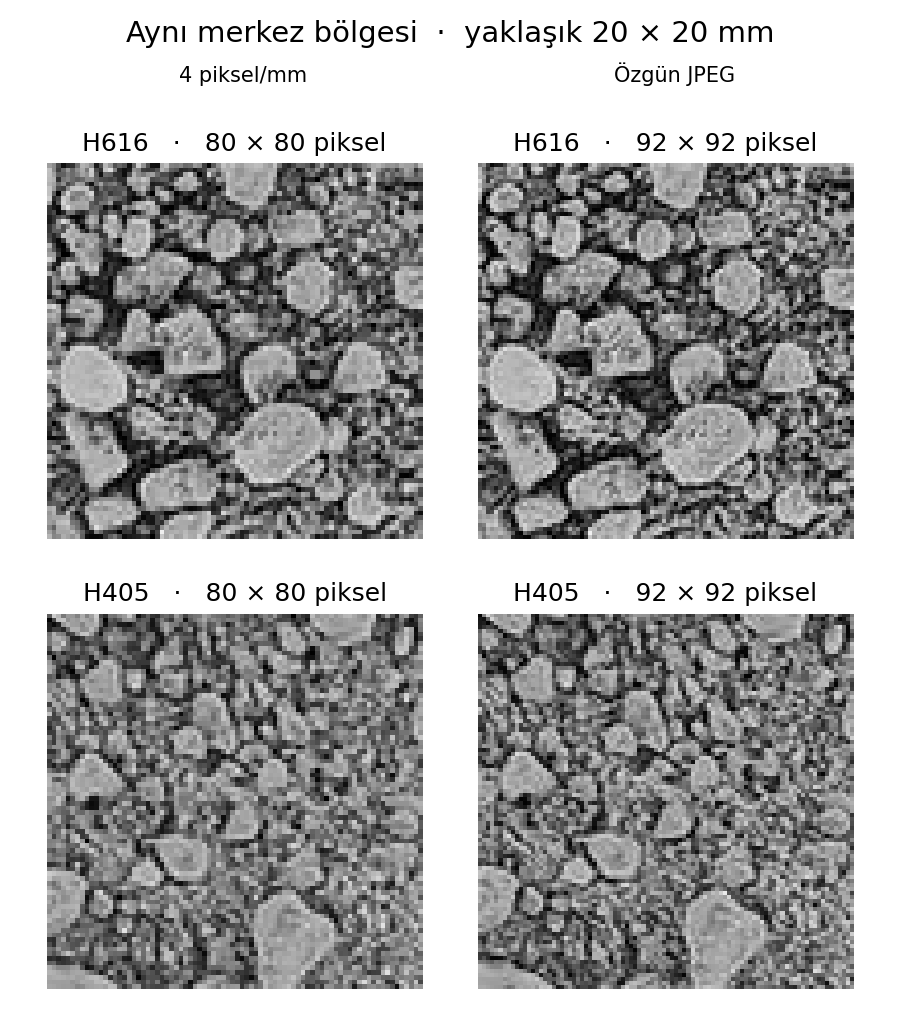 Aynı merkez bölgesi · yaklaşık 20 × 20 mm
4 piksel/mm
Özgün JPEG
H616 · 80 × 80 piksel
H616 · 92 × 92 piksel
H405 · 80 × 80 piksel
H405 · 92 × 92 piksel